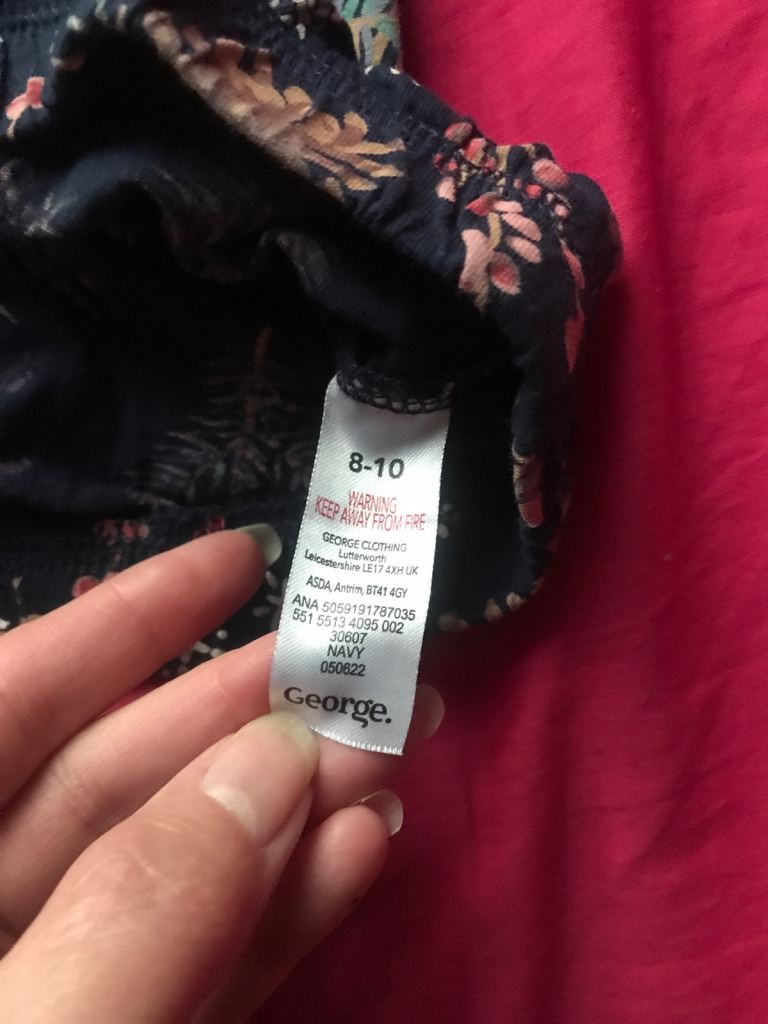 8-10
WARNING
KEEP AWAY FROM FIRE
GEORGE CLOTHING
Lutterworth
Leicestershire LE17 4XH UK
ASDA, Antrim, BT41 4GY
ANA 5059191787035
551 5513 4095 002
30607
NAVY
050622
George.